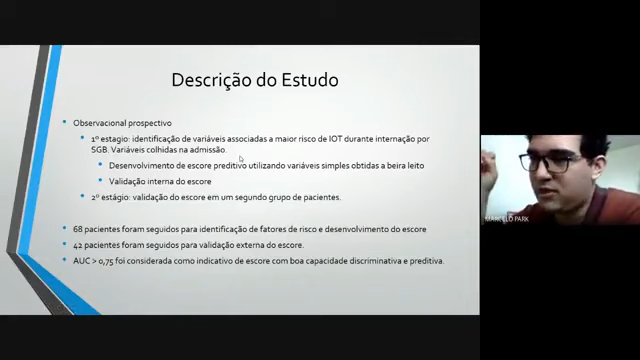 Descrição do Estudo
Observacional prospectivo
1º estagio: identificação de variáveis associadas a maior risco de IOT durante internação por
SGB. Variáveis colhidas na admissão.
Desenvolvimento de escore preditivo utilizando variáveis simples obtidas a beira leito
Validação interna do escore
2º estágio: validação do escore em um segundo grupo de pacientes.
68 pacientes foram seguidos para identificação de fatores de risco e desenvolvimento do escore
42 pacientes foram seguidos para validação externa do escore.
AUC > 0,75 foi considerada como indicativo de escore com boa capacidade discriminativa e preditiva.
MARCELO PARK